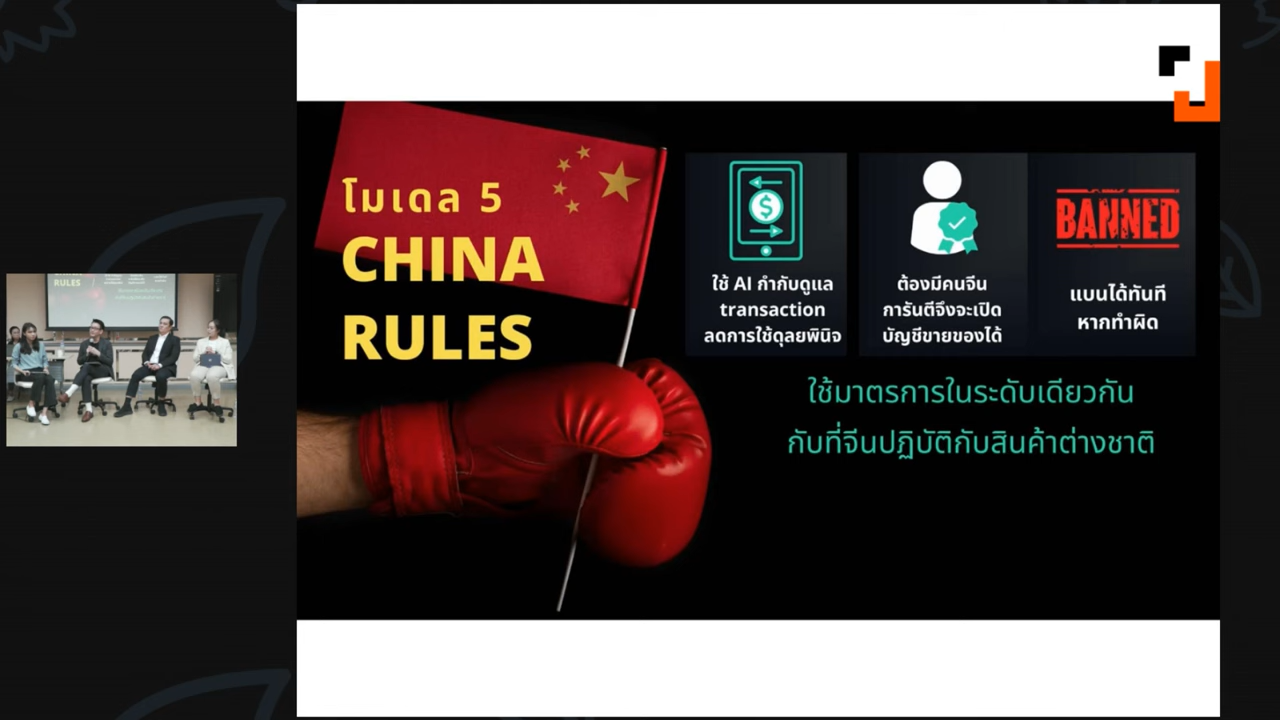 โมเดล 5
CHINA
RULES
ใช้ AI กำกับดูแล
transaction
ลดการใช้ดุลยพินิจ
ต้องมีคนจีน
การันตีจึงจะเปิด
บัญชีขายของได้
BANNED
แบนได้ทันที
หากทำผิด
ใช้มาตรการในระดับเดียวกัน
กับที่จีนปฏิบัติกับสินค้าต่างชาติ
RULES